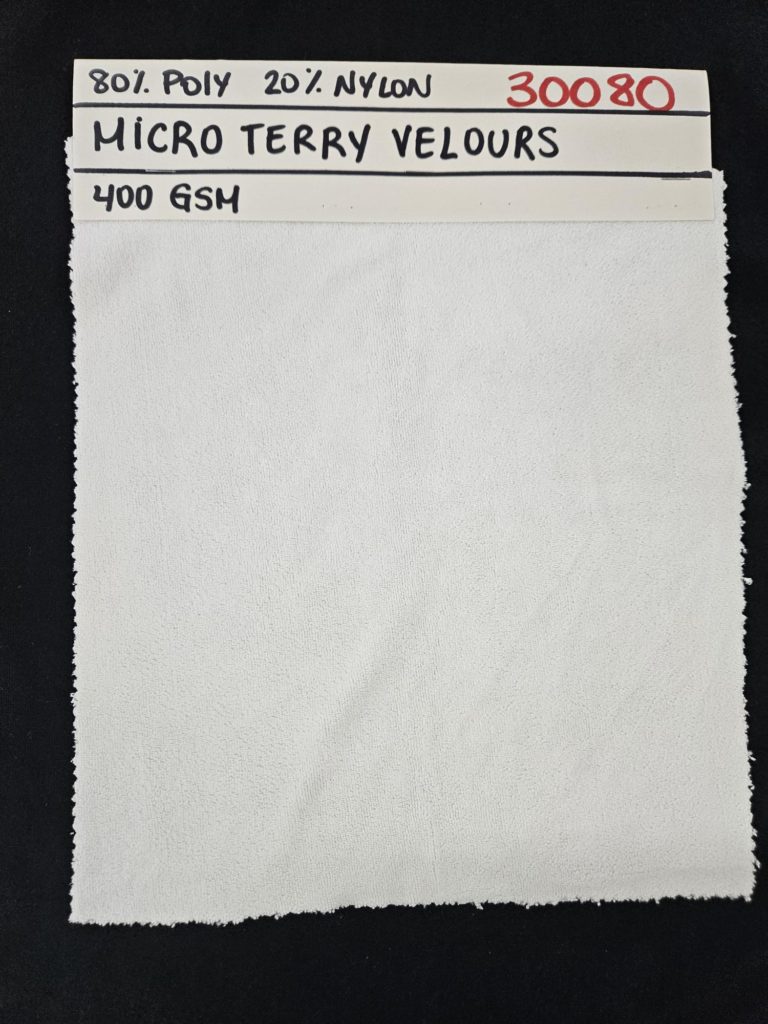 80% POLY 20% NYLON 30080
MICRO TERRY VELOURS
400 GSM